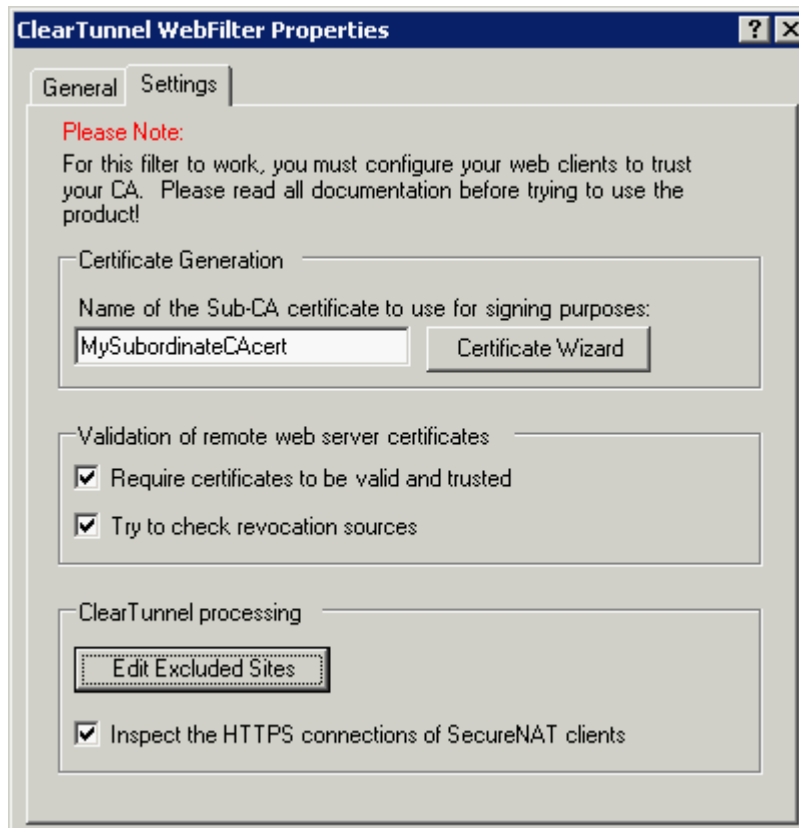 ClearTunnel WebFilter Properties
General Settings
Please Note:
For this filter to work, you must configure your web clients to trust
your CA. Please read all documentation before trying to use the
product!
Certificate Generation
Name of the Sub-CA certificate to use for signing purposes:
MySubordinateCAcert Certificate Wizard
Validation of remote web server certificates
Require certificates to be valid and trusted
Try to check revocation sources
ClearTunnel processing
Edit Excluded Sites
Inspect the HTTPS connections of SecureNAT clients